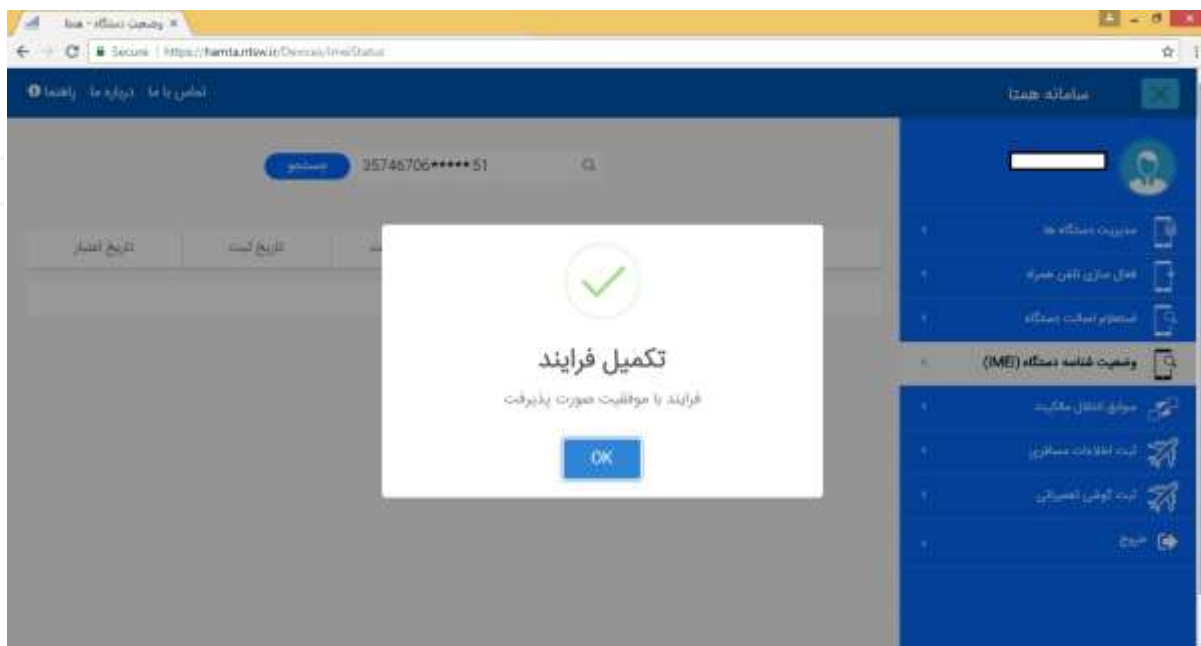 وضعیت دستگاه - همتا
Secure | https://hamta.ntsw.ir/Devices/ImeiStatus
سامانه همتا
تماس با ما درباره ما راهنما
35746706*****51
جستجو
تاریخ ثبت
تاریخ اعتبار
تکمیل فرایند
فرایند با موفقیت صورت پذیرفت
OK
مدیریت دستگاه ها
فعال سازی تلفن همراه
استعلام اصالت دستگاه
وضعیت شناسه دستگاه (IMEI)
سوابق انتقال مالکیت
ثبت اطلاعات مسافری
ثبت گوشی تعمیراتی
خروج